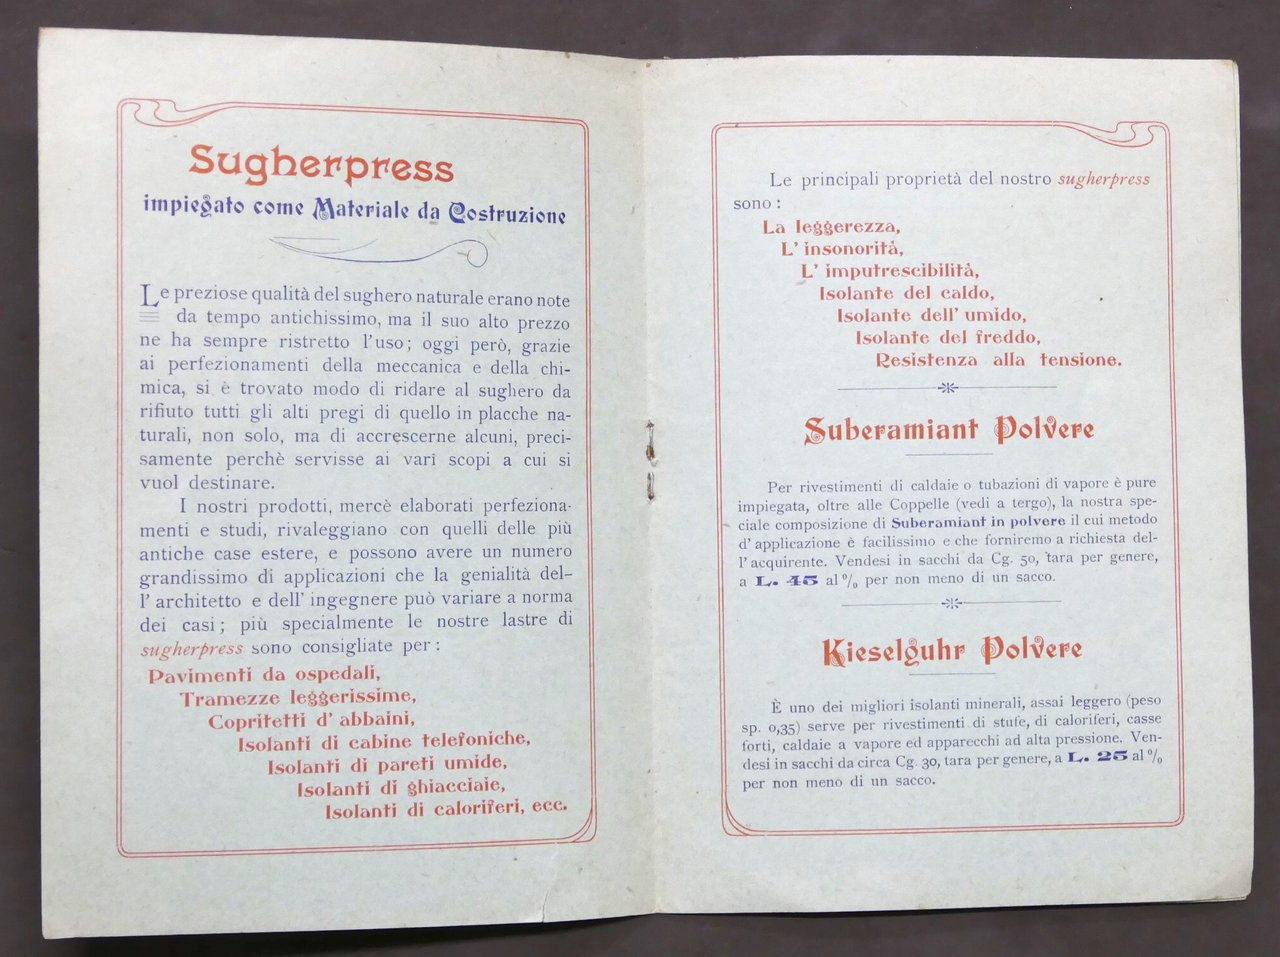 Sugherpress
impiegato come Materiale da Costruzione
Le preziose qualità del sughero naturale erano note
da tempo antichissimo, ma il suo alto prezzo
ne ha sempre ristretto l'uso; oggi però, grazie
ai perfezionamenti della meccanica e della chi-
mica, si è trovato modo di ridare al sughero da
rifiuto tutti gli alti pregi di quello in placche na-
turali, non solo, ma di accrescerne alcuni, preci-
samente perchè servisse ai varî scopi a cui si
vuol destinare.
I nostri prodotti, mercè elaborati perfeziona-
menti e studi, rivaleggiano con quelli delle più
antiche case estere, e possono avere un numero
grandissimo di applicazioni che la genialità del-
l'architetto e dell'ingegnere può variare a norma
dei casi; più specialmente le nostre lastre di
sugherpress sono consigliate per:
Pavimenti da ospedali,
Tramezze leggerissime,
Copritetti d'abbaini,
Isolanti di cabine telefoniche,
Isolanti di pareti umide,
Isolanti di ghiacciaie,
Isolanti di caloriferi, ecc.
Le principali proprietà del nostro sugherpress
sono:
La leggerezza,
L'insonorità,
L'imputrescibilità,
Isolante del caldo,
Isolante dell'umido,
Isolante del freddo,
Resistenza alla tensione.
Suberamiant Polvere
Per rivestimenti di caldaie o tubazioni di vapore è pure
impiegata, oltre alle Coppelle (vedi a tergo), la nostra spe-
ciale composizione di Suberamiant in polvere il cui metodo
d'applicazione è facilissimo e che forniremo a richiesta del-
l'acquirente. Vendesi in sacchi da Cg. 50, tara per genere,
a L. 45 al % per non meno di un sacco.
Kieselguhr Polvere
È uno dei migliori isolanti minerali, assai leggero (peso
sp. 0,35) serve per rivestimenti di stufe, di caloriferi, casse
forti, caldaie a vapore ed apparecchi ad alta pressione. Ven-
desi in sacchi da circa Cg. 30, tara per genere, a L. 25 al %
per non meno di un sacco.